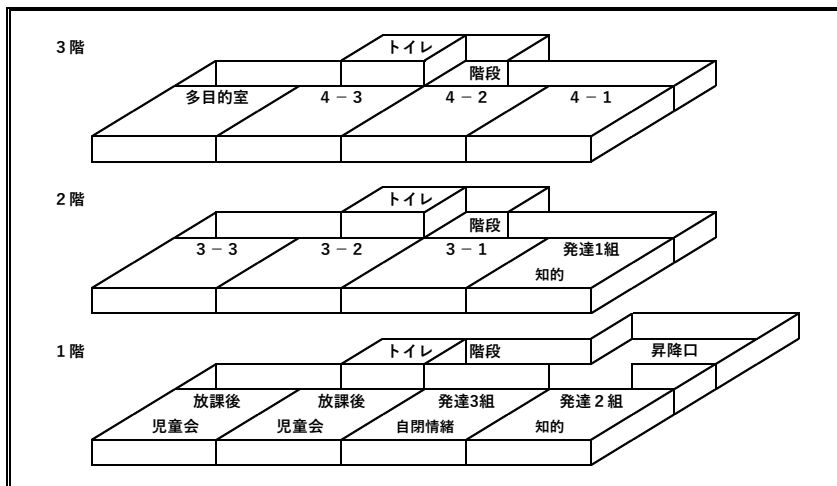 3階
トイレ
階段
多目的室 4－3 4－2 4－1
2階
トイレ
階段
3－3 3－2 3－1 発達1組
知的
1階
トイレ 階段 昇降口
放課後 放課後 発達3組 発達２組
児童会 児童会 自閉情緒 知的